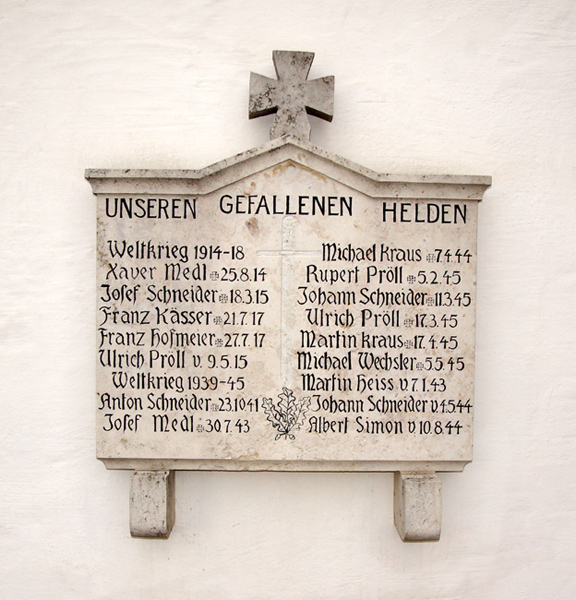 UNSEREN GEFALLENEN HELDEN
Weltkrieg 1914-18
Xaver Medl ✠ 25.8.14
Josef Schneider ✠ 18.3.15
Franz Kässer ✠ 21.7.17
Franz Hofmeier ✠ 27.7.17
Ulrich Pröll v. 9.5.15
Weltkrieg 1939-45
Anton Schneider ✠ 23.10.41
Josef Medl ✠ 30.7.43
Michael Kraus ✠ 7.4.44
Rupert Pröll ✠ 5.2.45
Johann Schneider ✠ 11.3.45
Ulrich Pröll ✠ 17.3.45
Martin Kraus ✠ 17.4.45
Michael Wechsler ✠ 5.5.45
Martin Heiss v. 7.1.43
Johann Schneider v. 4.5.44
Albert Simon v. 10.8.44